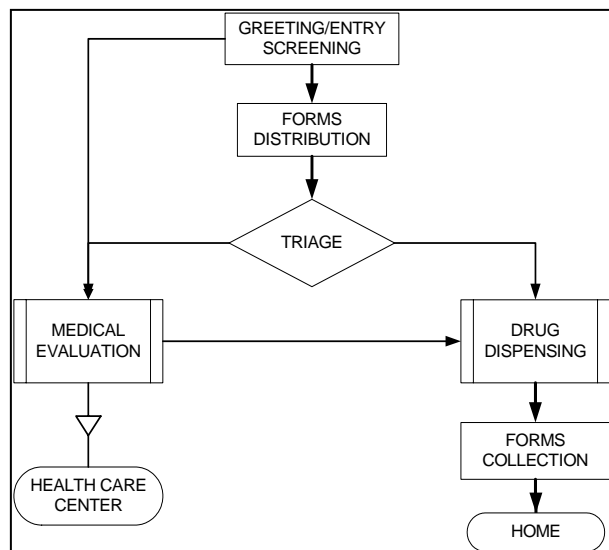 GREETING/ENTRY
SCREENING
FORMS
DISTRIBUTION
TRIAGE
MEDICAL
EVALUATION
DRUG
DISPENSING
FORMS
COLLECTION
HEALTH CARE
CENTER
HOME